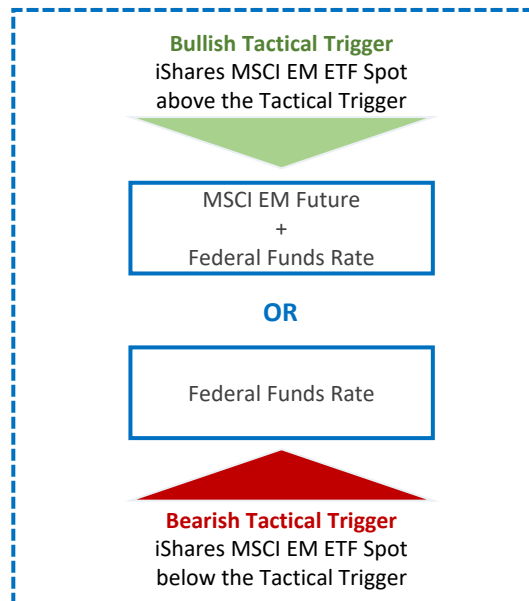 Bullish Tactical Trigger
iShares MSCI EM ETF Spot
above the Tactical Trigger
MSCI EM Future
+
Federal Funds Rate
OR
Federal Funds Rate
Bearish Tactical Trigger
iShares MSCI EM ETF Spot
below the Tactical Trigger